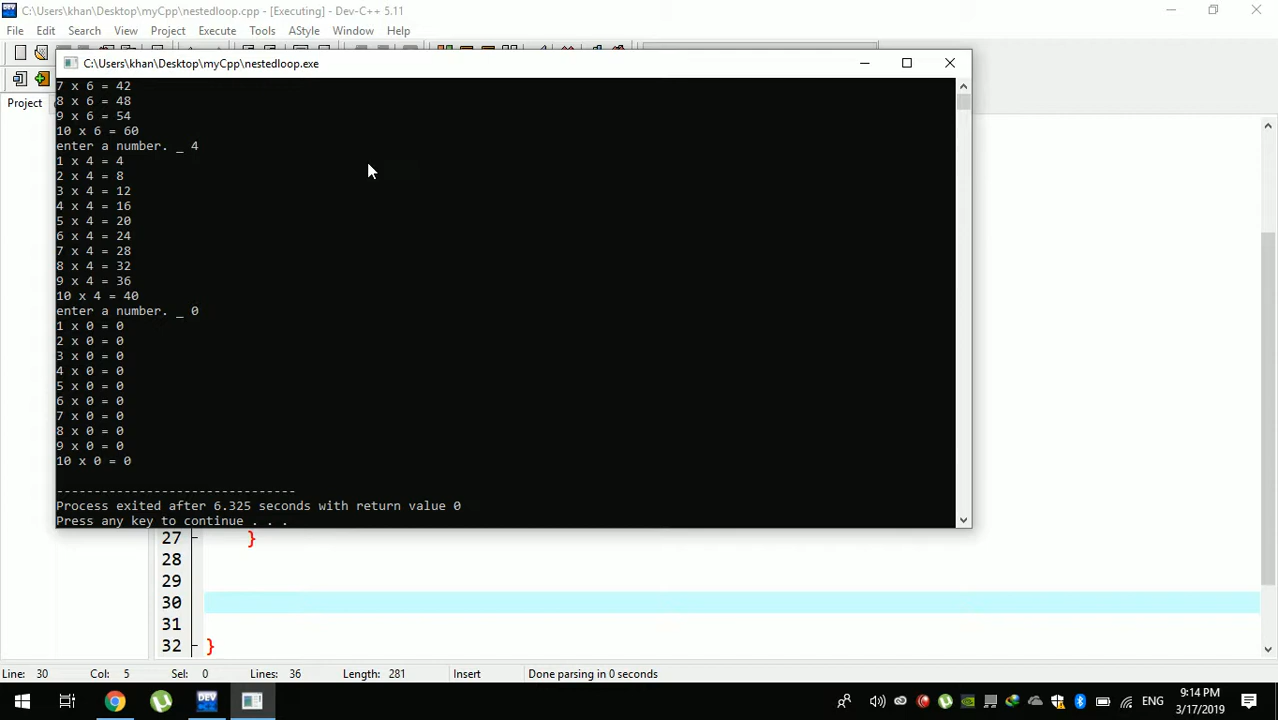 C:\Users\khan\Desktop\myCpp\nestedloop.cpp - [Executing] - Dev-C++ 5.11
File Edit Search View Project Execute Tools AStyle Window Help
C:\Users\khan\Desktop\myCpp\nestedloop.exe
Project
7 x 6 = 42
8 x 6 = 48
9 x 6 = 54
10 x 6 = 60
enter a number. _ 4
1 x 4 = 4
2 x 4 = 8
3 x 4 = 12
4 x 4 = 16
5 x 4 = 20
6 x 4 = 24
7 x 4 = 28
8 x 4 = 32
9 x 4 = 36
10 x 4 = 40
enter a number. _ 0
1 x 0 = 0
2 x 0 = 0
3 x 0 = 0
4 x 0 = 0
5 x 0 = 0
6 x 0 = 0
7 x 0 = 0
8 x 0 = 0
9 x 0 = 0
10 x 0 = 0
--------------------------------
Process exited after 6.325 seconds with return value 0
Press any key to continue . . .
27 }
28
29
30
31
32 }
Line: 30 Col: 5 Sel: 0 Lines: 36 Length: 281 Insert Done parsing in 0 seconds
DEV
ENG
9:14 PM
3/17/2019